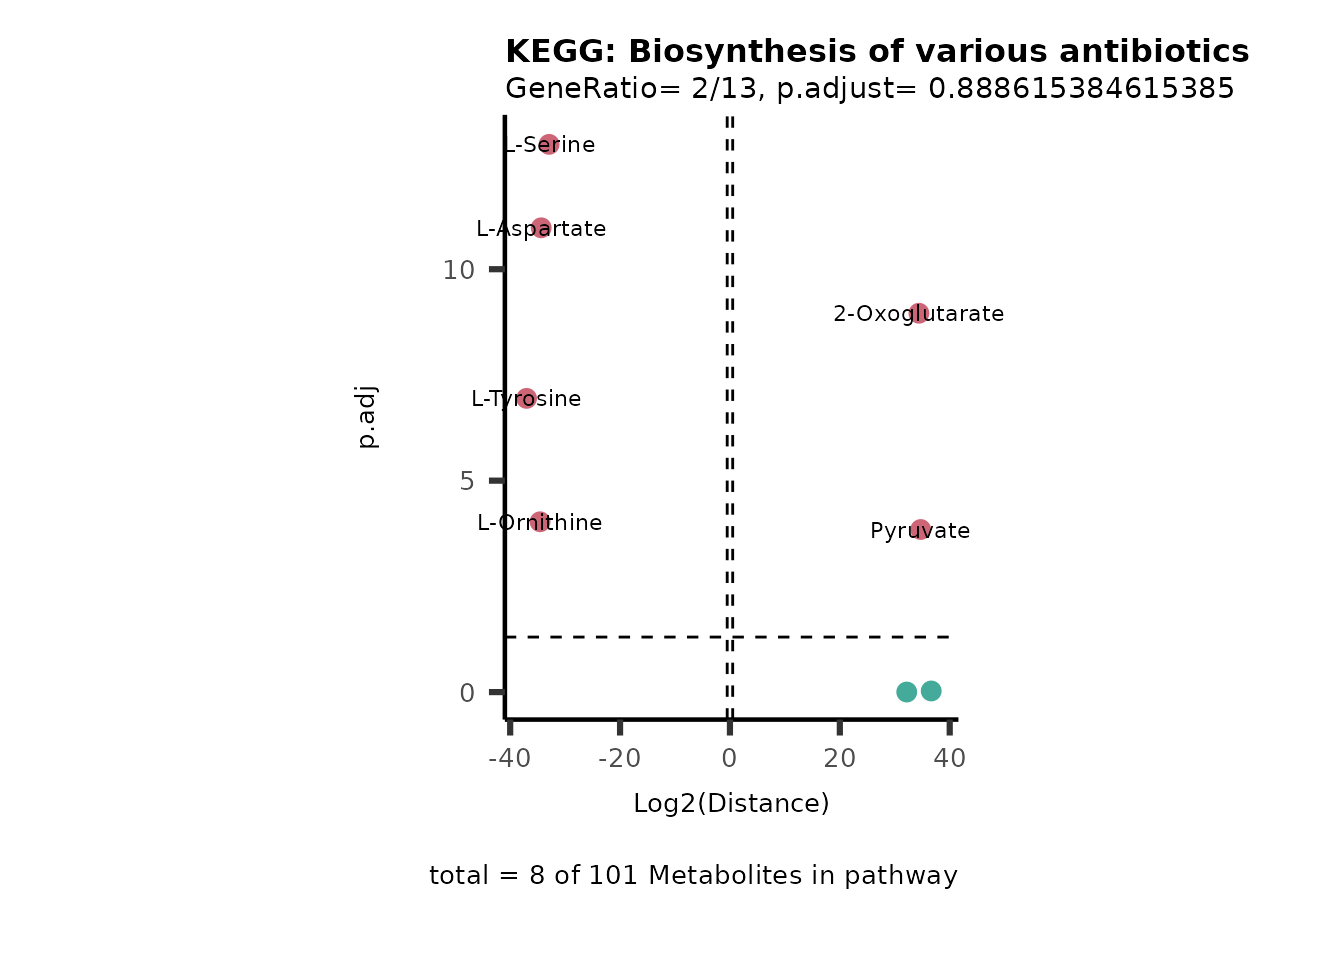 KEGG: Biosynthesis of various antibiotics
GeneRatio= 2/13, p.adjust= 0.888615384615385
L-Serine
L-Aspartate
10
2-Oxoglutarate
L-Tyrosine
p.adj
5
L-Ornithine
Pyruvate
0
-40 -20 0 20 40
Log2(Distance)
total = 8 of 101 Metabolites in pathway